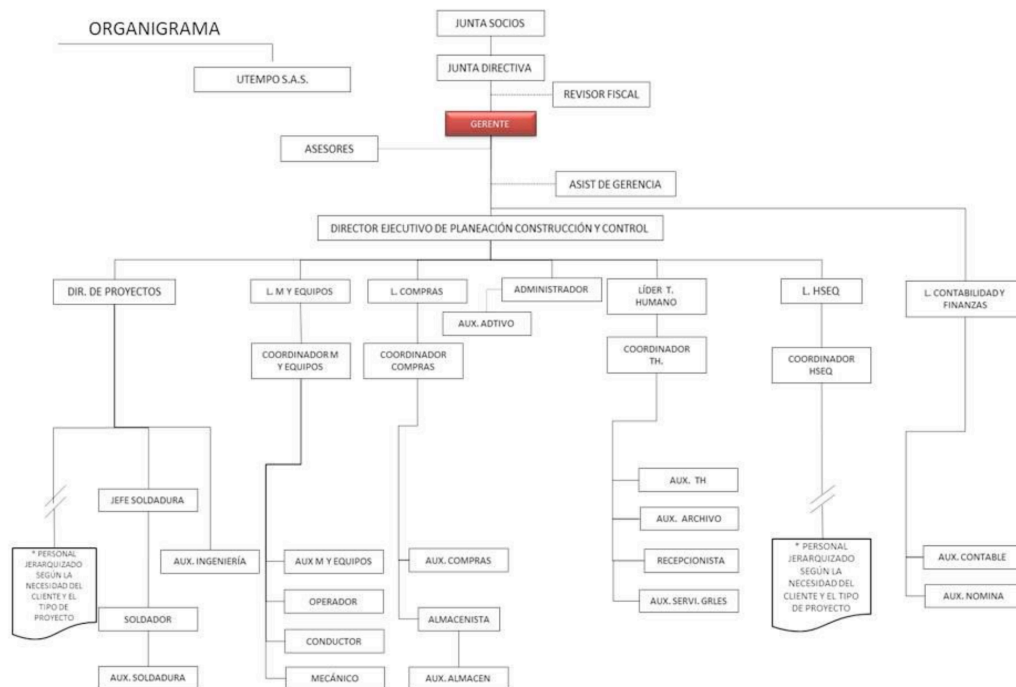 ORGANIGRAMA
UTEMPO S.A.S.
JUNTA SOCIOS
JUNTA DIRECTIVA
REVISOR FISCAL
GERENTE
ASESORES
ASIST DE GERENCIA
DIRECTOR EJECUTIVO DE PLANEACIÓN CONSTRUCCIÓN Y CONTROL
DIR. DE PROYECTOS
L. M Y EQUIPOS
L. COMPRAS
ADMINISTRADOR
LÍDER T.
HUMANO
L. HSEQ
L. CONTABILIDAD Y
FINANZAS
AUX. ADTIVO
COORDINADOR M
Y EQUIPOS
COORDINADOR
COMPRAS
COORDINADOR
TH.
COORDINADOR
HSEQ
JEFE SOLDADURA
AUX. TH
AUX. ARCHIVO
* PERSONAL
JERARQUIZADO
SEGÚN LA
NECESIDAD DEL
CLIENTE Y EL
TIPO DE
PROYECTO
AUX. INGENIERÍA
AUX M Y EQUIPOS
AUX. COMPRAS
RECEPCIONISTA
* PERSONAL
JERARQUIZADO
SEGÚN LA
NECESIDAD DEL
CLIENTE Y EL TIPO
DE PROYECTO
AUX. CONTABLE
OPERADOR
AUX. SERVI. GRLES
AUX. NOMINA
SOLDADOR
ALMACENISTA
CONDUCTOR
AUX. SOLDADURA
MECÁNICO
AUX. ALMACEN